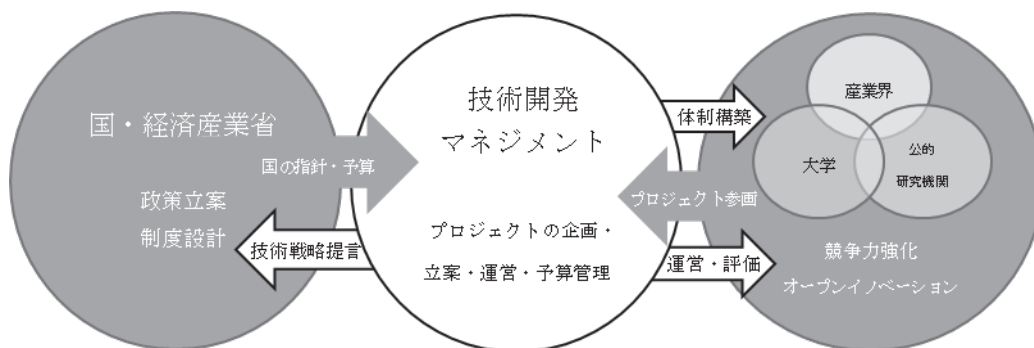 国・経済産業省
政策立案
制度設計
国の指針・予算
技術戦略提言
技術開発
マネジメント
プロジェクトの企画・
立案・運営・予算管理
体制構築
プロジェクト参画
運営・評価
産業界
大学
公的
研究機関
競争力強化
オープンイノベーション